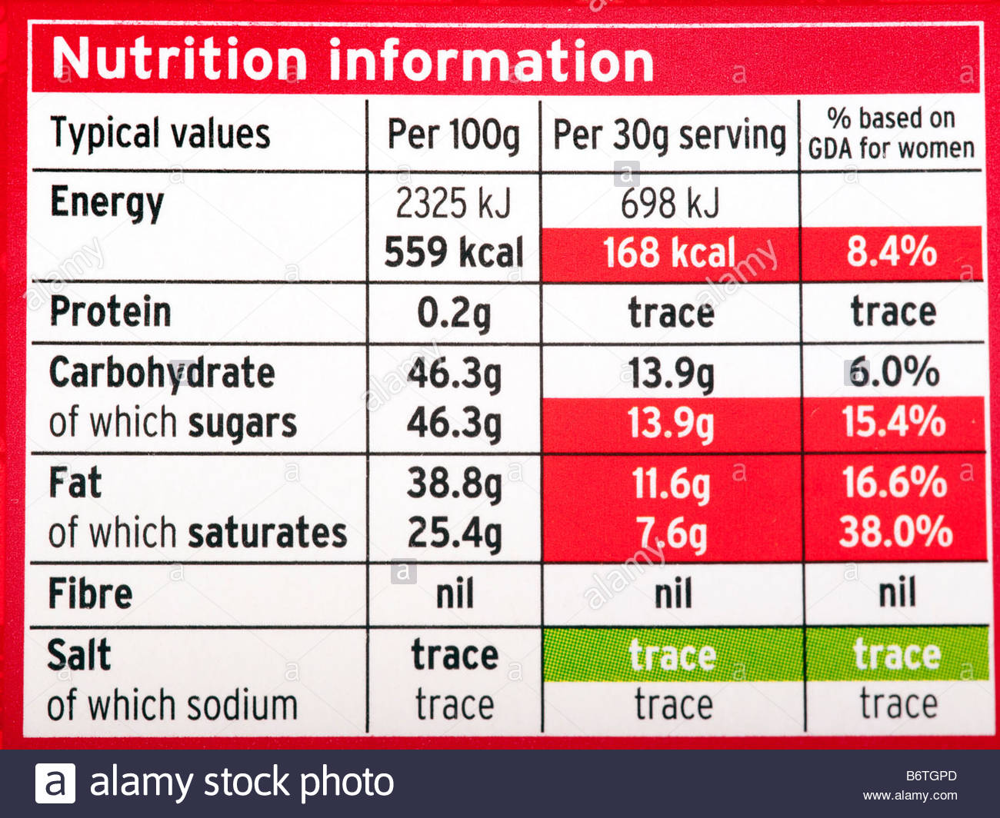 Nutrition information
Typical values Per 100g Per 30g serving % based on GDA for women
Energy 2325 kJ 698 kJ
559 kcal 168 kcal 8.4%
Protein 0.2g trace trace
Carbohydrate 46.3g 13.9g 6.0%
of which sugars 46.3g 13.9g 15.4%
Fat 38.8g 11.6g 16.6%
of which saturates 25.4g 7.6g 38.0%
Fibre nil nil nil
Salt trace trace trace
of which sodium trace trace trace
a alamy stock photo
B6TGPD
www.alamy.com